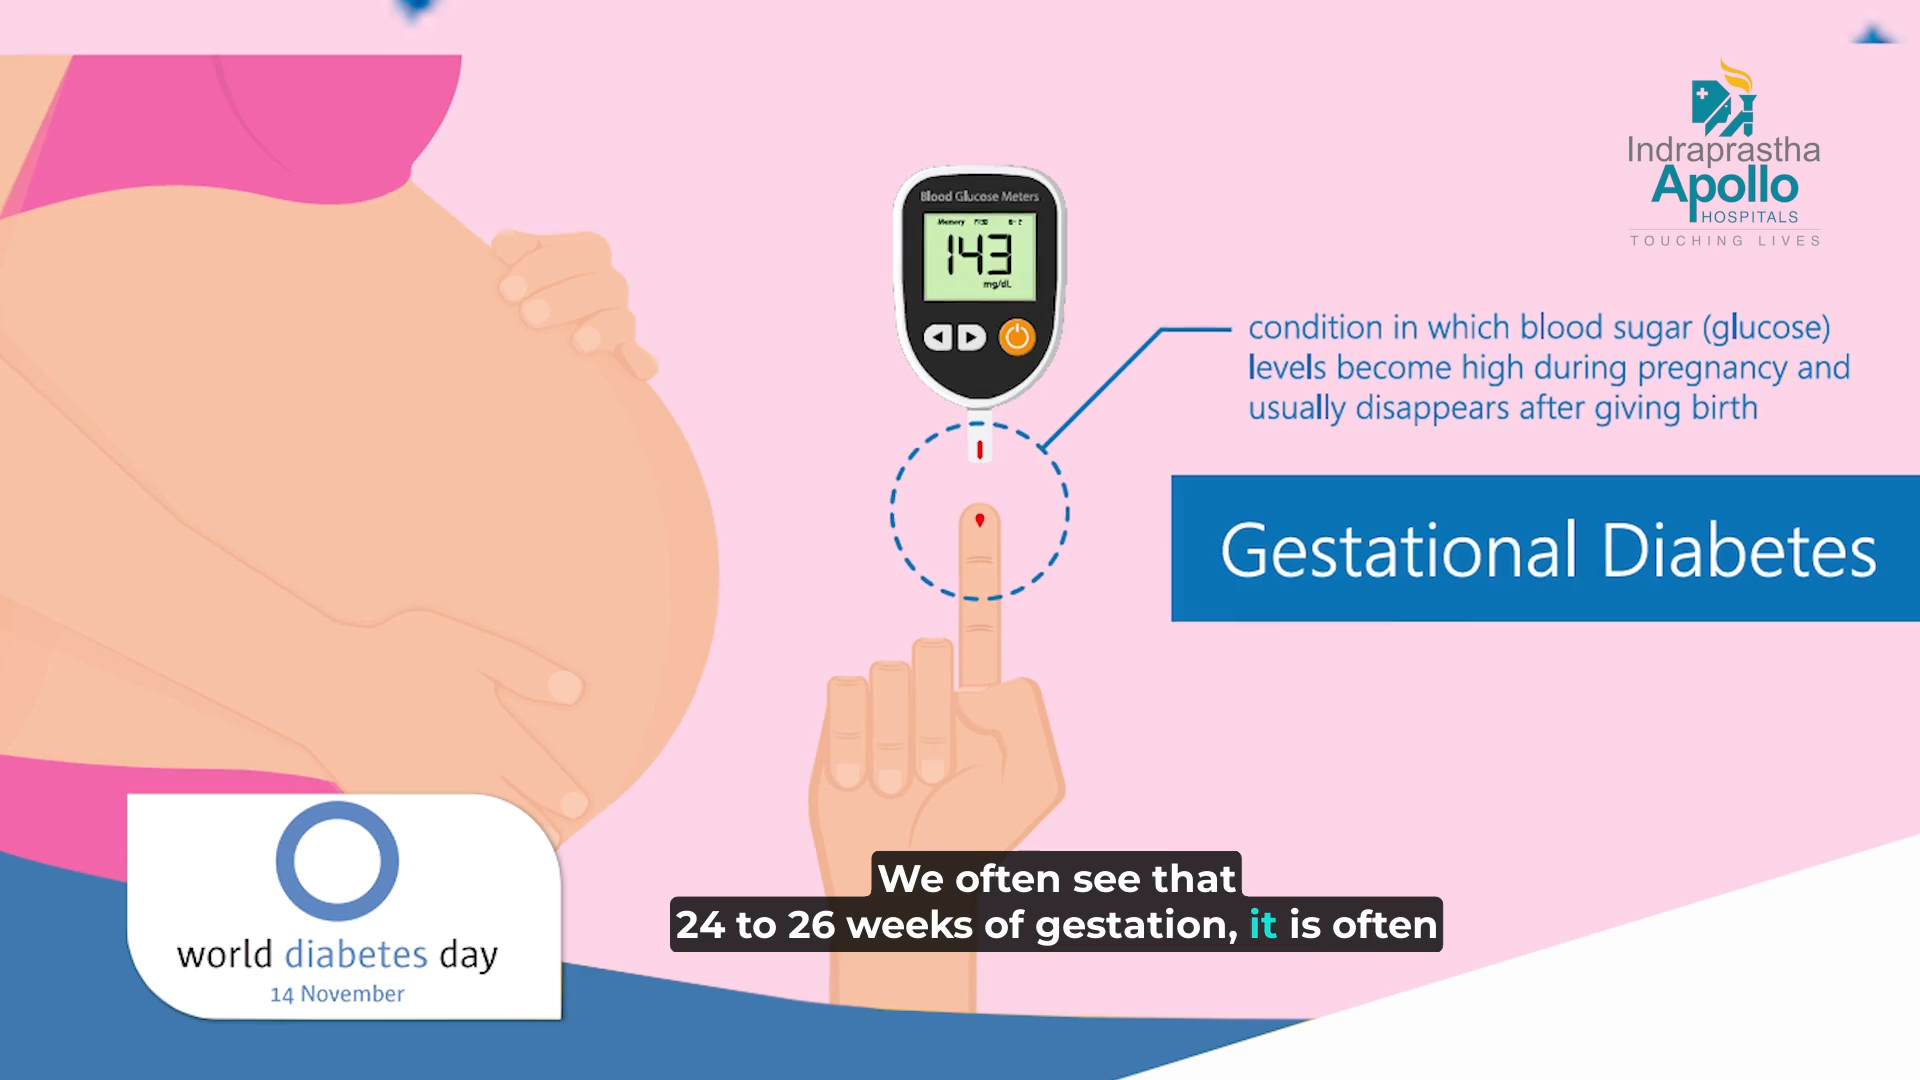 Indraprastha
Apollo
HOSPITALS
TOUCHING LIVES
Blood Glucose Meters
Memory
143
mg/dL
condition in which blood sugar (glucose)
levels become high during pregnancy and
usually disappears after giving birth
Gestational Diabetes
We often see that
24 to 26 weeks of gestation, it is often
world diabetes day
14 November